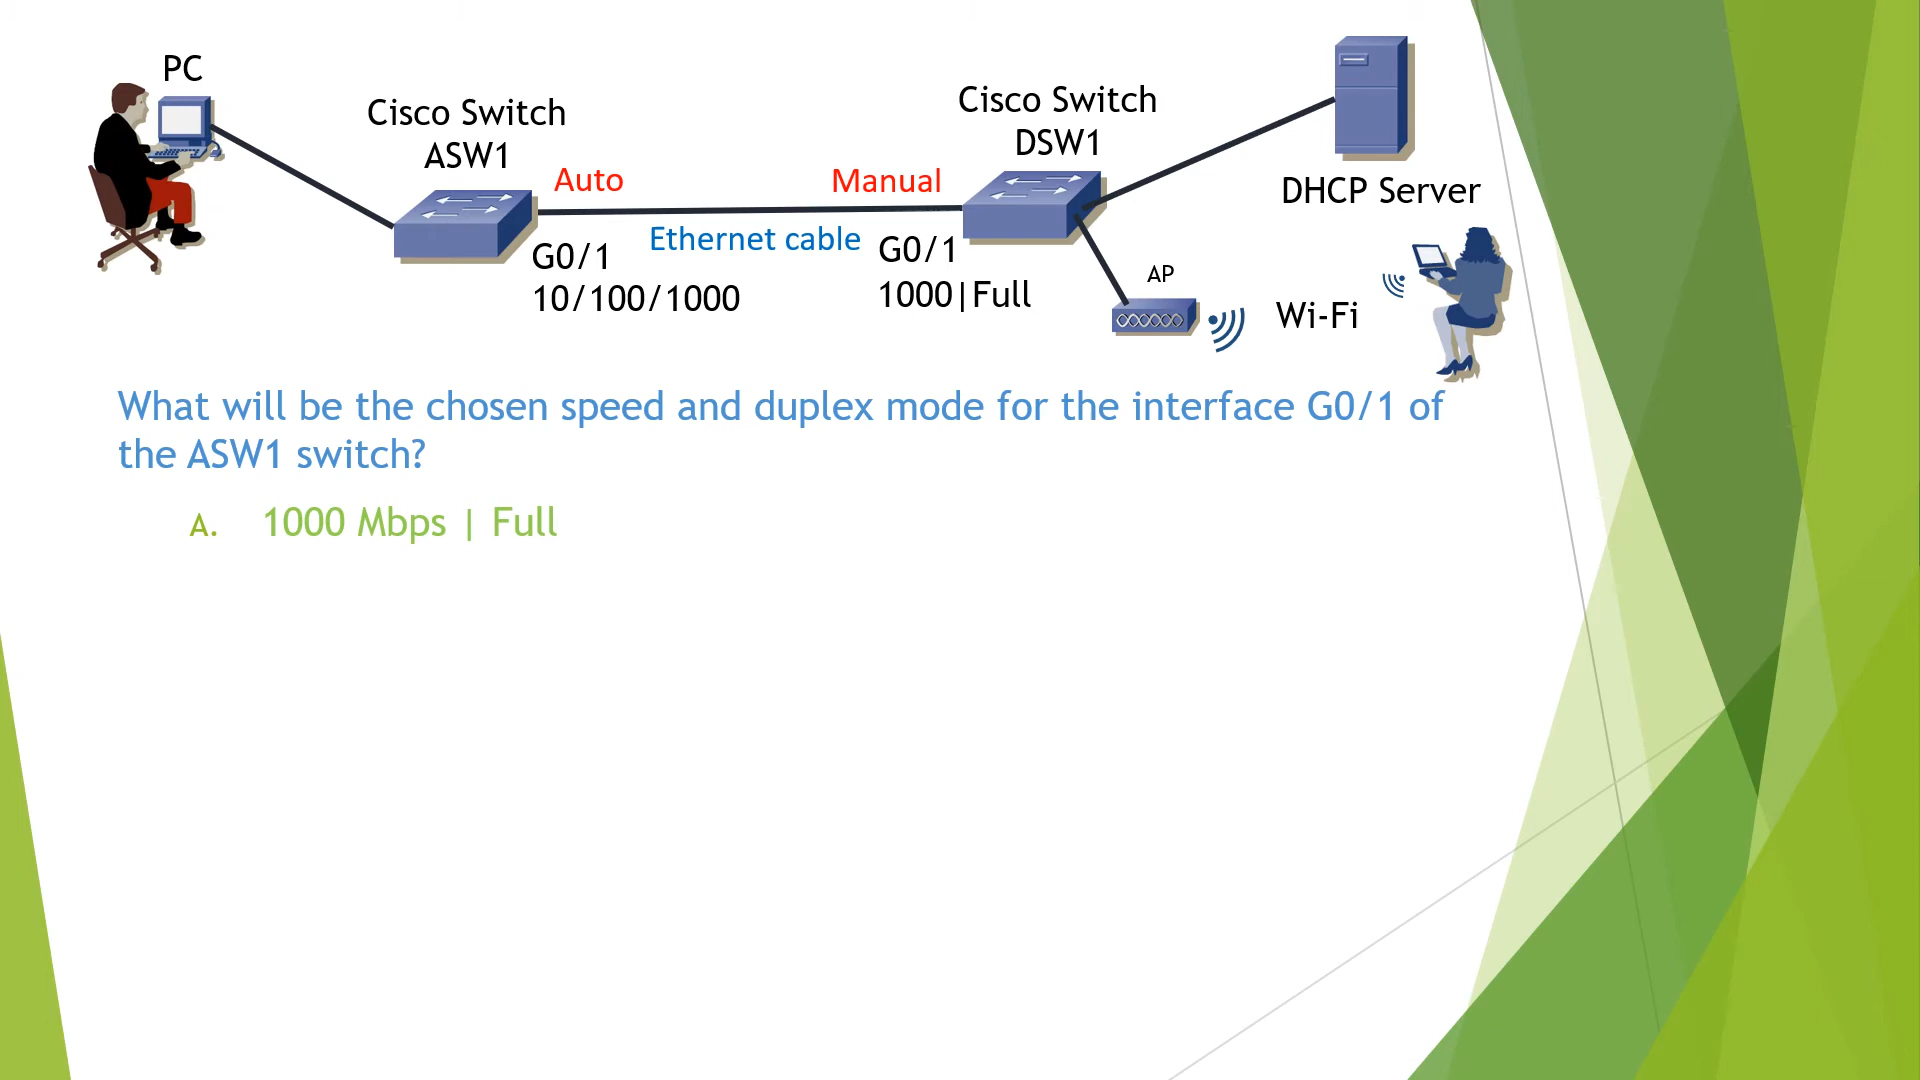 PC
Cisco Switch
ASW1
Cisco Switch
DSW1
Auto
Manual
DHCP Server
Ethernet cable
G0/1
10/100/1000
G0/1
1000|Full
AP
Wi-Fi
What will be the chosen speed and duplex mode for the interface G0/1 of
the ASW1 switch?
A. 1000 Mbps | Full